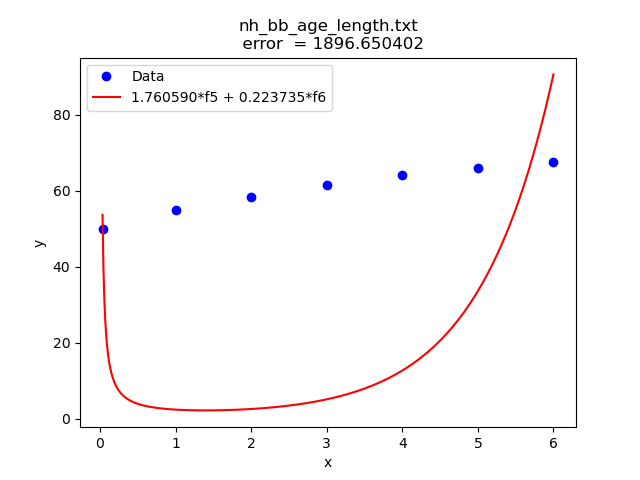 nh_bb_age_length.txt
error  = 1896.650402
Data
1.760590*f5 + 0.223735*f6
80
60
40
20
0
y
0 1 2 3 4 5 6
x